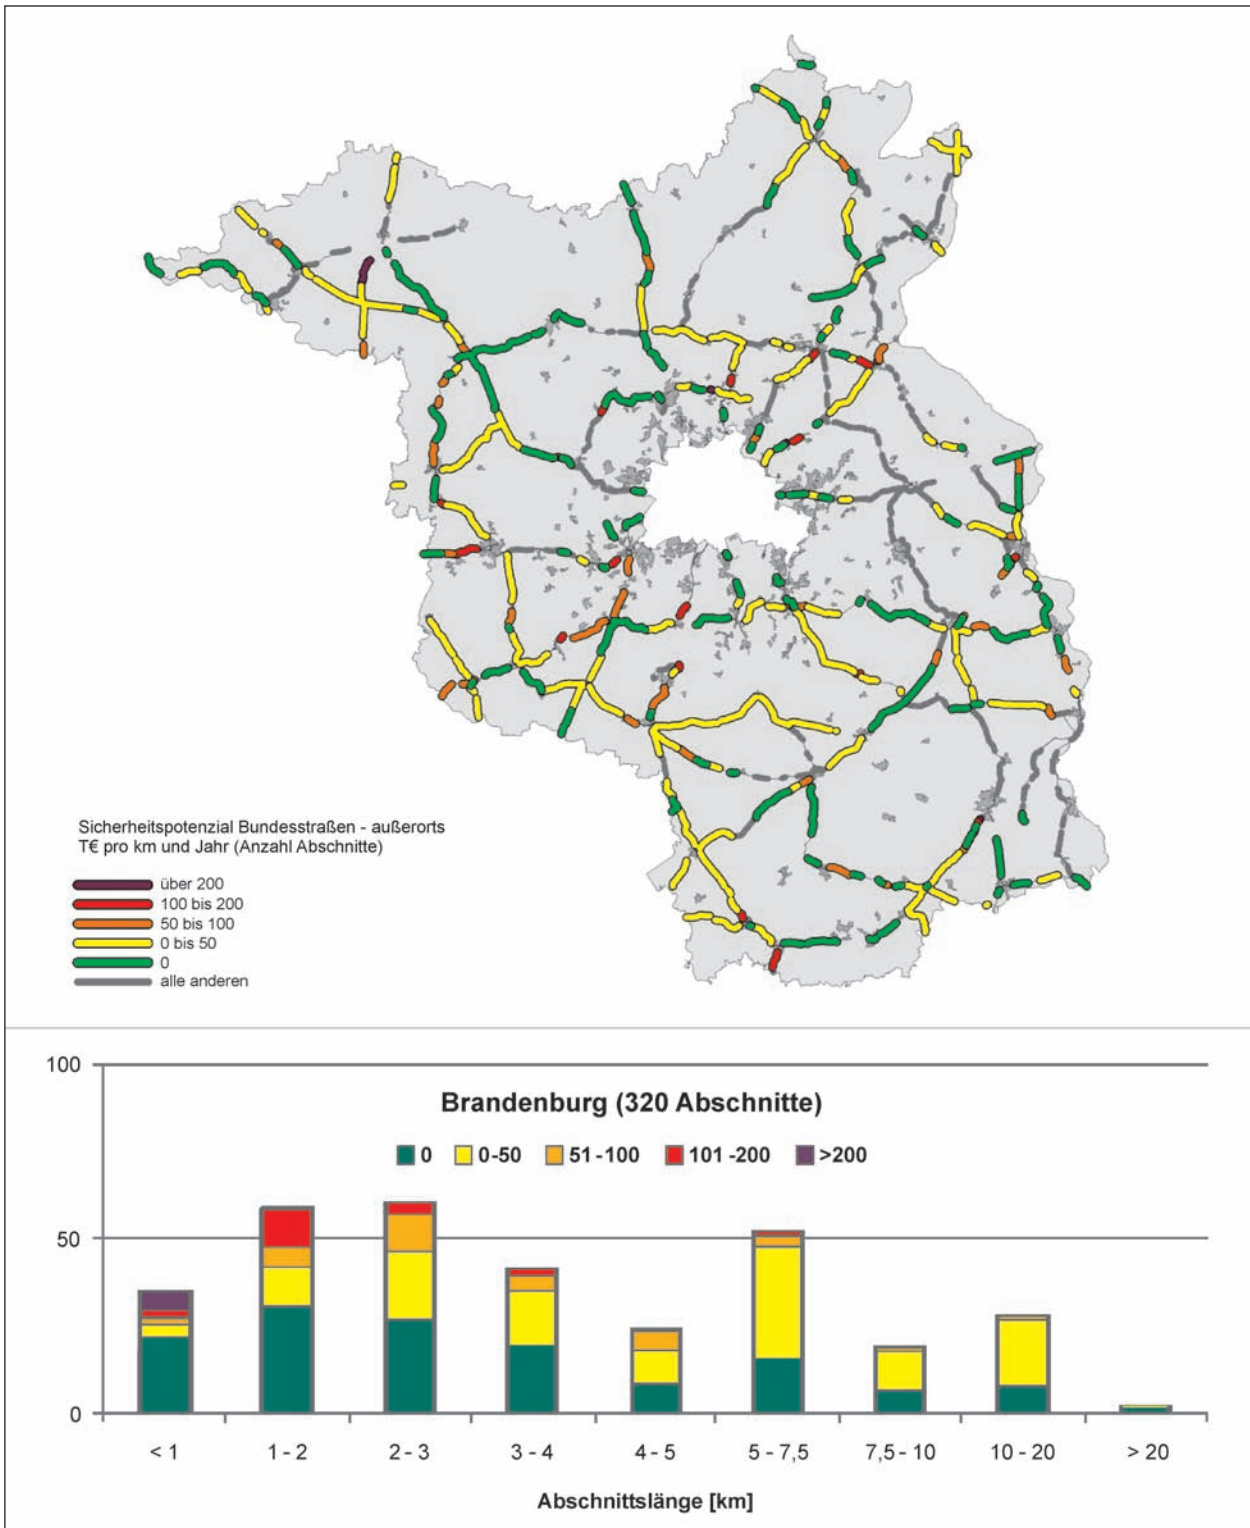 Sicherheitspotenzial Bundesstraßen - außerorts
T€ pro km und Jahr (Anzahl Abschnitte)
über 200
100 bis 200
50 bis 100
0 bis 50
0
alle anderen
100
Brandenburg (320 Abschnitte)
0 0-50 51-100 101-200 >200
50
0
< 1 1 - 2 2 - 3 3 - 4 4 - 5 5 - 7,5 7,5 - 10 10 - 20 > 20
Abschnittslänge [km]